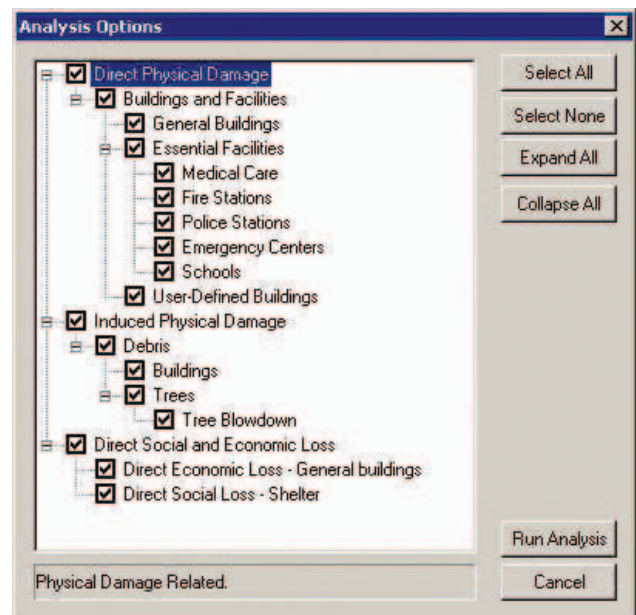 Analysis Options
Direct Physical Damage
Buildings and Facilities
General Buildings
Essential Facilities
Medical Care
Fire Stations
Police Stations
Emergency Centers
Schools
User-Defined Buildings
Induced Physical Damage
Debris
Buildings
Trees
Tree Blowdown
Direct Social and Economic Loss
Direct Economic Loss - General buildings
Direct Social Loss - Shelter
Select All
Select None
Expand All
Collapse All
Run Analysis
Physical Damage Related.
Cancel